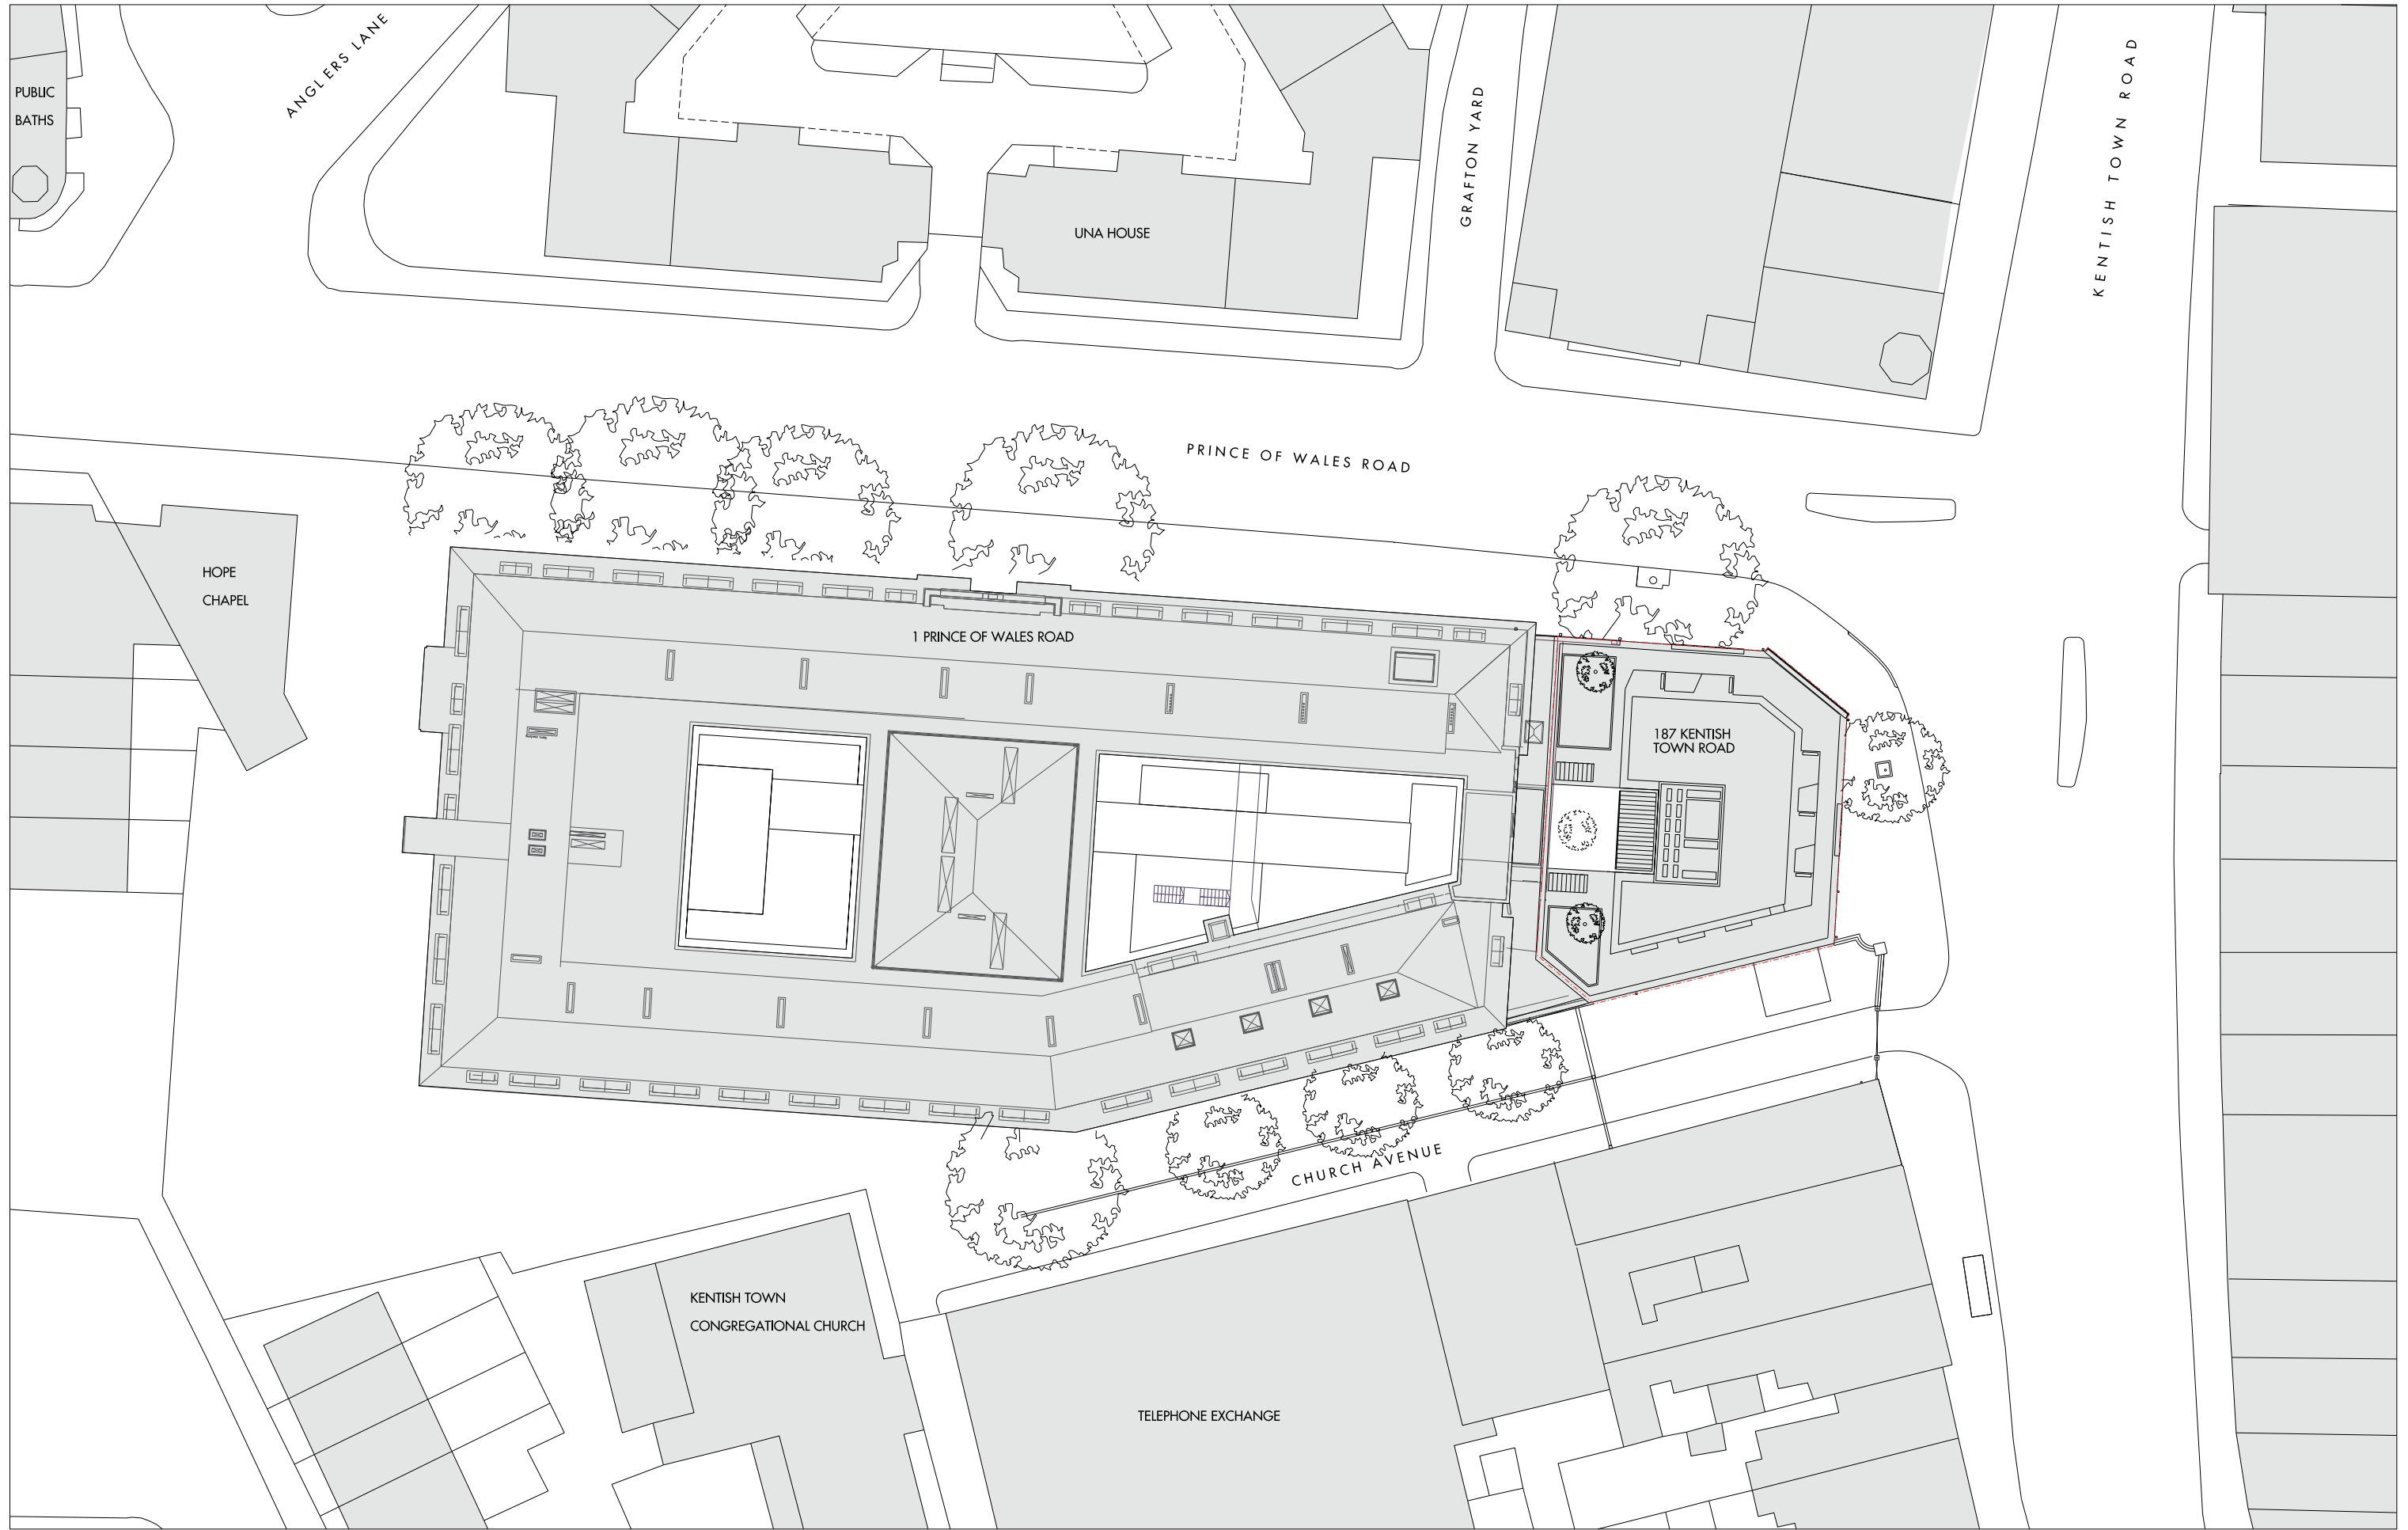 ANGLERS LANE
KENTISH TOWN ROAD
PUBLIC
BATHS
GRAFTON YARD
UNA HOUSE
PRINCE OF WALES ROAD
HOPE
CHAPEL
1 PRINCE OF WALES ROAD
187 KENTISH
TOWN ROAD
CHURCH AVENUE
KENTISH TOWN
CONGREGATIONAL CHURCH
TELEPHONE EXCHANGE